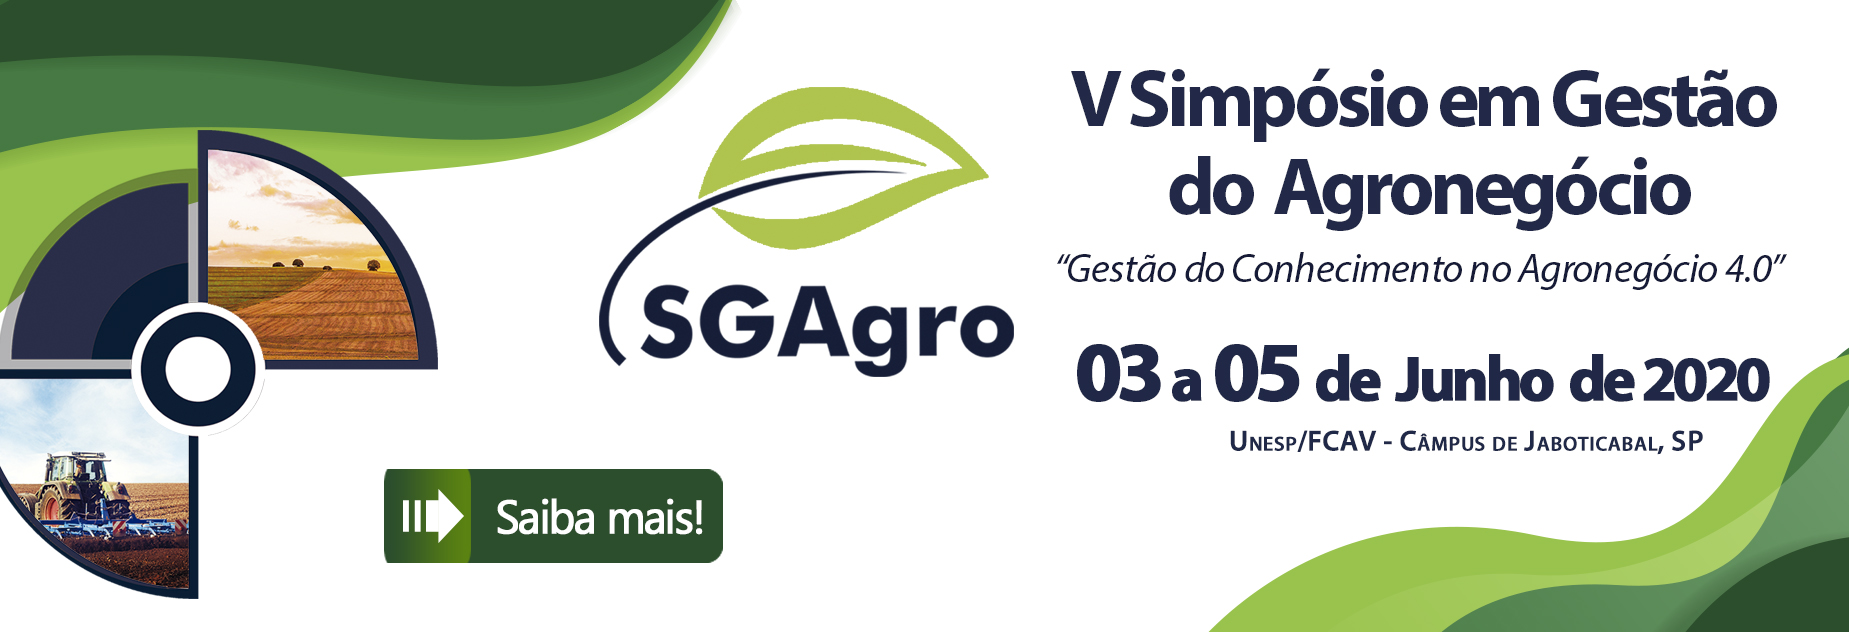 SGAgro
V Simpósio em Gestão
do Agronegócio
“Gestão do Conhecimento no Agronegócio 4.0”
03 a 05 de Junho de 2020
Unesp/FCAV - Câmpus de Jaboticabal, SP
Saiba mais!